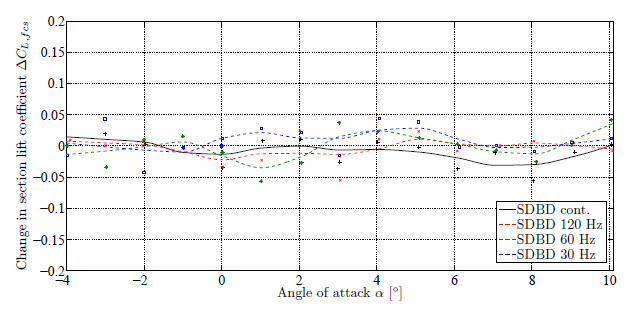 Change in section lift coefficient ΔC_{L,fcs}
0.2
0.15
0.1
0.05
0
−0.05
−0.1
−0.15
−0.2
−4
−2
0
2
4
6
8
10
Angle of attack α [°]
SDBD cont.
SDBD 120 Hz
SDBD 60 Hz
SDBD 30 Hz